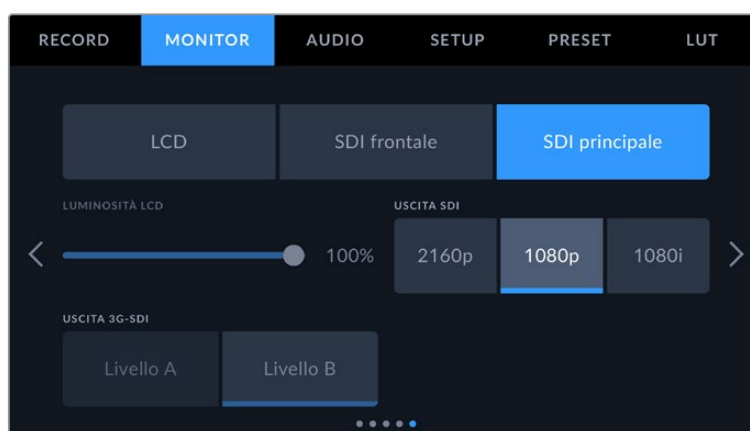 RECORD MONITOR AUDIO SETUP PRESET LUT
LCD SDI frontale SDI principale
LUMINOSITÀ LCD USCITA SDI
100% 2160p 1080p 1080i
USCITA 3G-SDI
Livello A Livello B